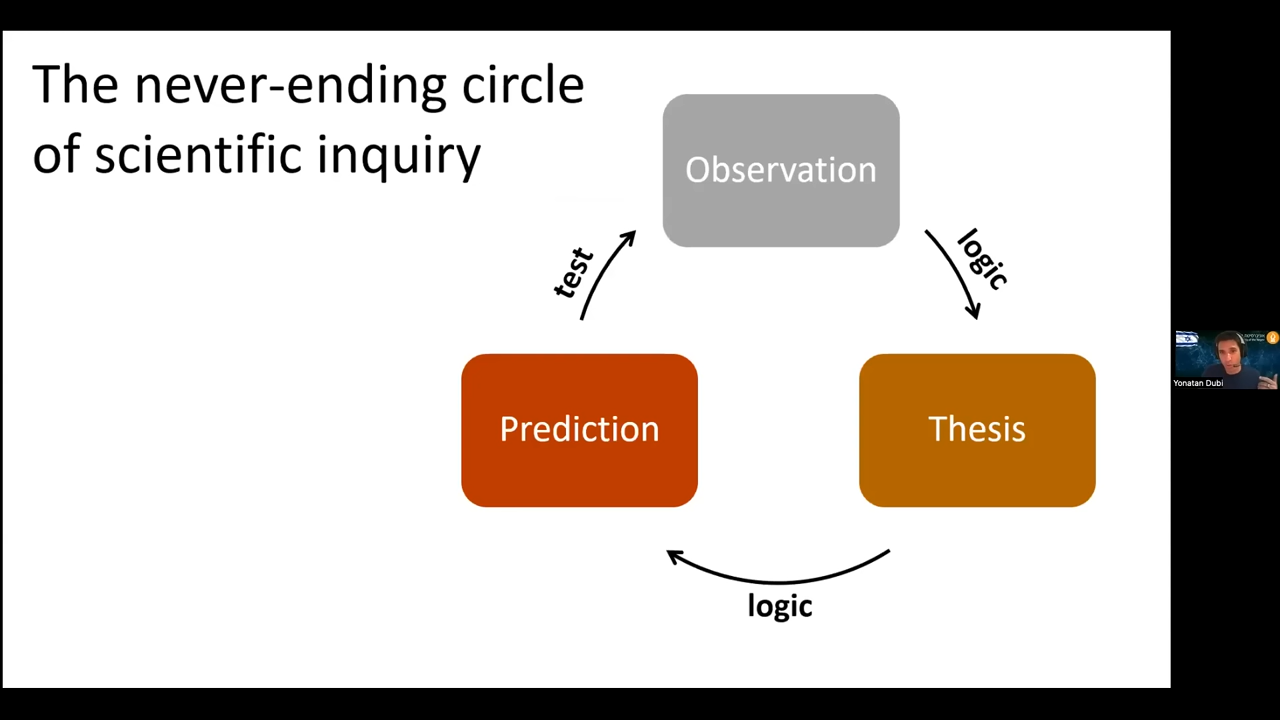 The never-ending circle
of scientific inquiry
Observation
logic
Thesis
logic
Prediction
test
Yonatan Dubi